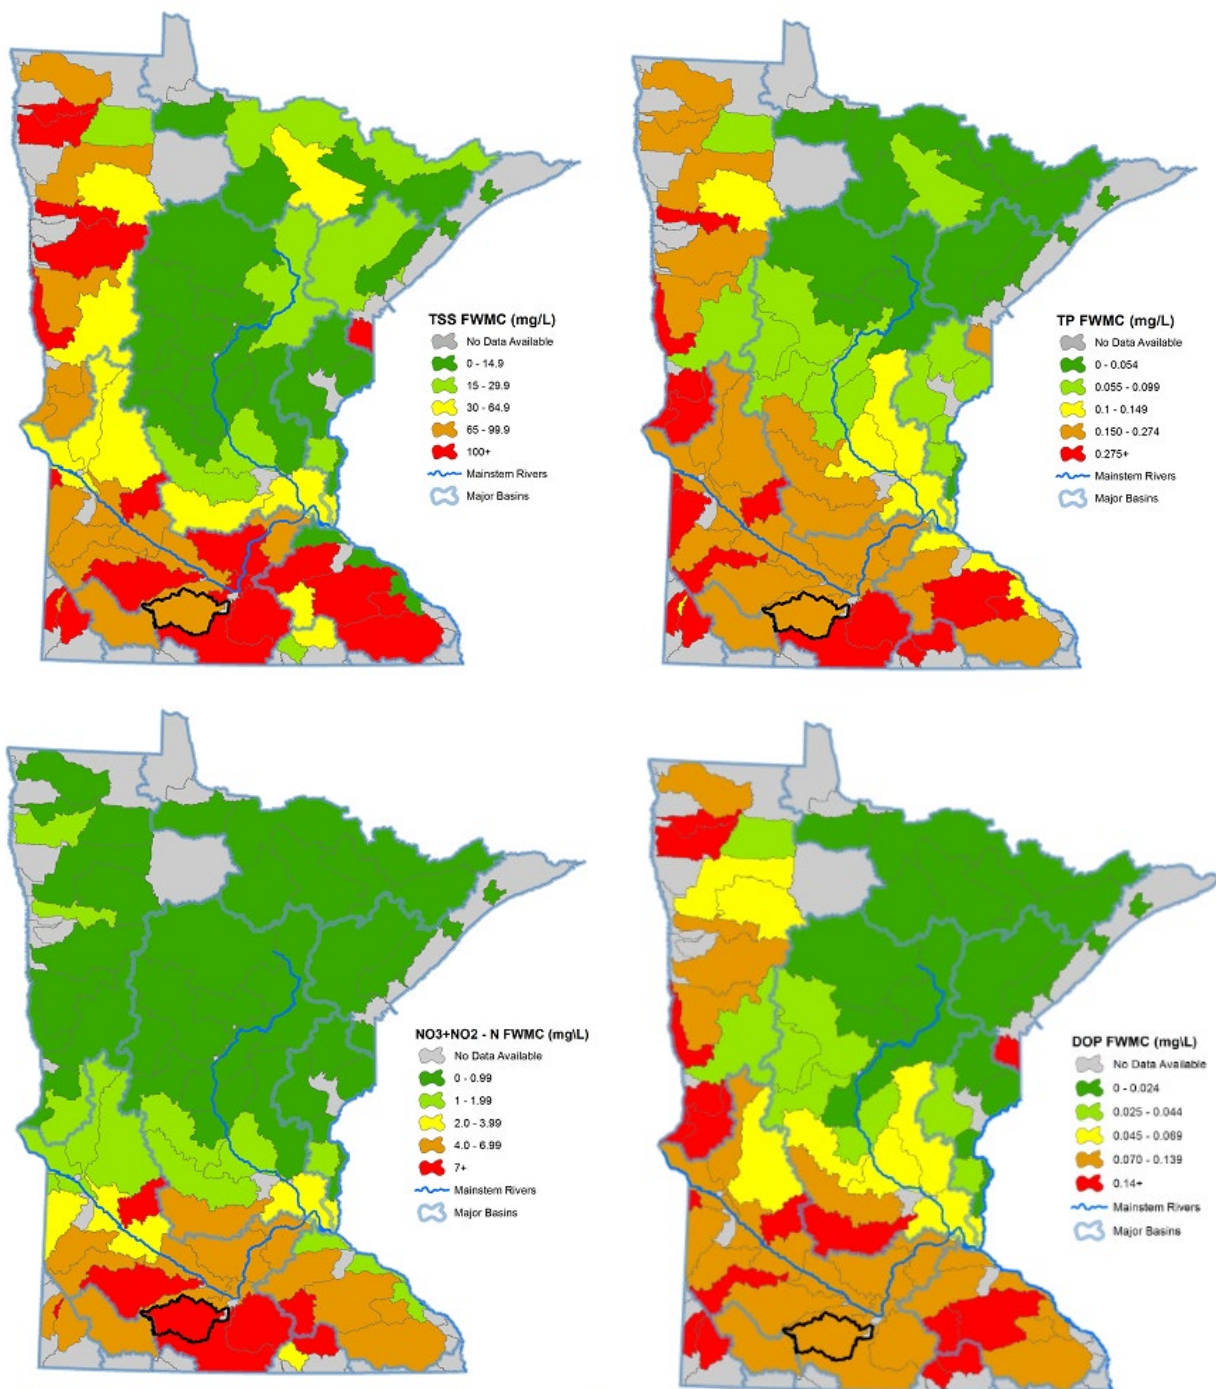 TSS FWMC (mg/L)
No Data Available
0 - 14.9
15 - 29.9
30 - 64.9
65 - 99.9
100+
Mainstem Rivers
Major Basins
TP FWMC (mg/L)
No Data Available
0 - 0.054
0.055 - 0.099
0.1 - 0.149
0.150 - 0.274
0.275+
Mainstem Rivers
Major Basins
NO3+NO2 - N FWMC (mg\L)
No Data Available
0 - 0.99
1 - 1.99
2.0 - 3.99
4.0 - 6.99
7+
Mainstem Rivers
Major Basins
DOP FWMC (mg\L)
No Data Available
0 - 0.024
0.025 - 0.044
0.045 - 0.069
0.070 - 0.139
0.14+
Mainstem Rivers
Major Basins